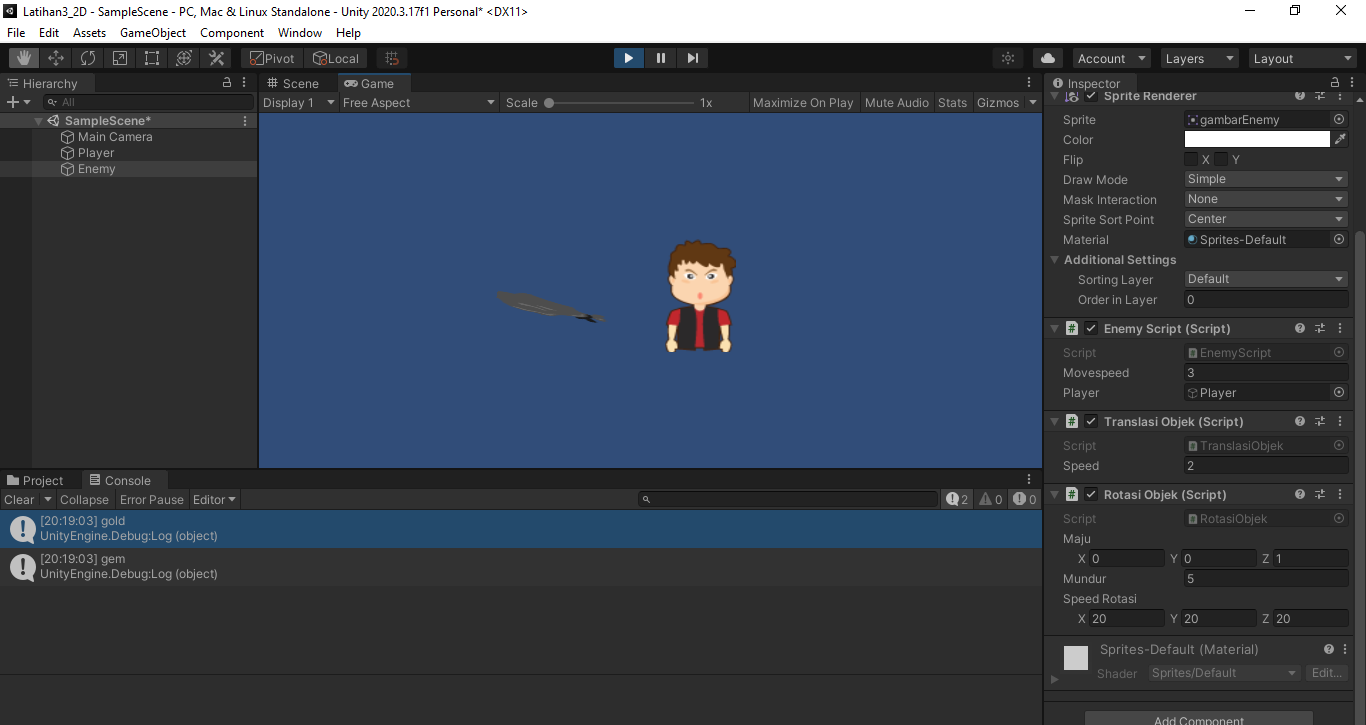 Latihan3_2D - SampleScene - PC, Mac & Linux Standalone - Unity 2020.3.17f1 Personal* <DX11>
File Edit Assets GameObject Component Window Help
Pivot Local Account Layers Layout
Hierarchy
All
SampleScene*
Main Camera
Player
Enemy
Scene Game
Display 1 Free Aspect Scale 1x Maximize On Play Mute Audio Stats Gizmos
Inspector
Sprite Renderer
Sprite gambarEnemy
Color
Flip X Y
Draw Mode Simple
Mask Interaction None
Sprite Sort Point Center
Material Sprites-Default
Additional Settings
Sorting Layer Default
Order in Layer 0
# Enemy Script (Script)
Script EnemyScript
Movespeed 3
Player Player
# Translasi Objek (Script)
Script TranslasiObjek
Speed 2
# Rotasi Objek (Script)
Script RotasiObjek
Maju
X 0 Y 0 Z 1
Mundur 5
Speed Rotasi
X 20 Y 20 Z 20
Sprites-Default (Material)
Shader Sprites/Default Edit...
Add Component
Project Console
Clear Collapse Error Pause Editor 2 0 0
[20:19:03] gold
UnityEngine.Debug:Log (object)
[20:19:03] gem
UnityEngine.Debug:Log (object)